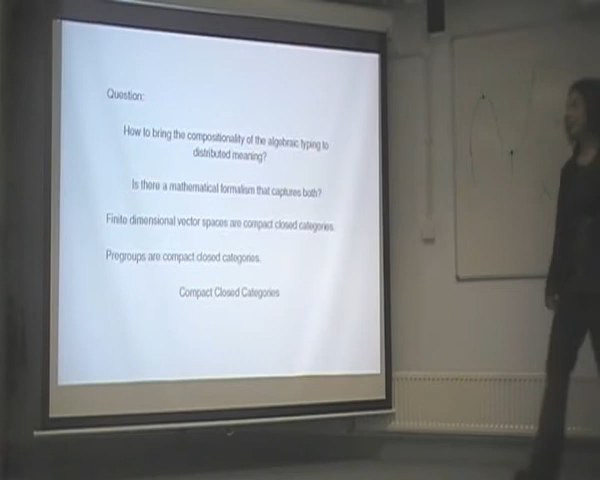 Question:
How to bring the compositionality of the algebraic typing to
distributed meaning?
Is there a mathematical formalism that captures both?
Finite dimensional vector spaces are compact closed categories.
Pregroups are compact closed categories.
Compact Closed Categories